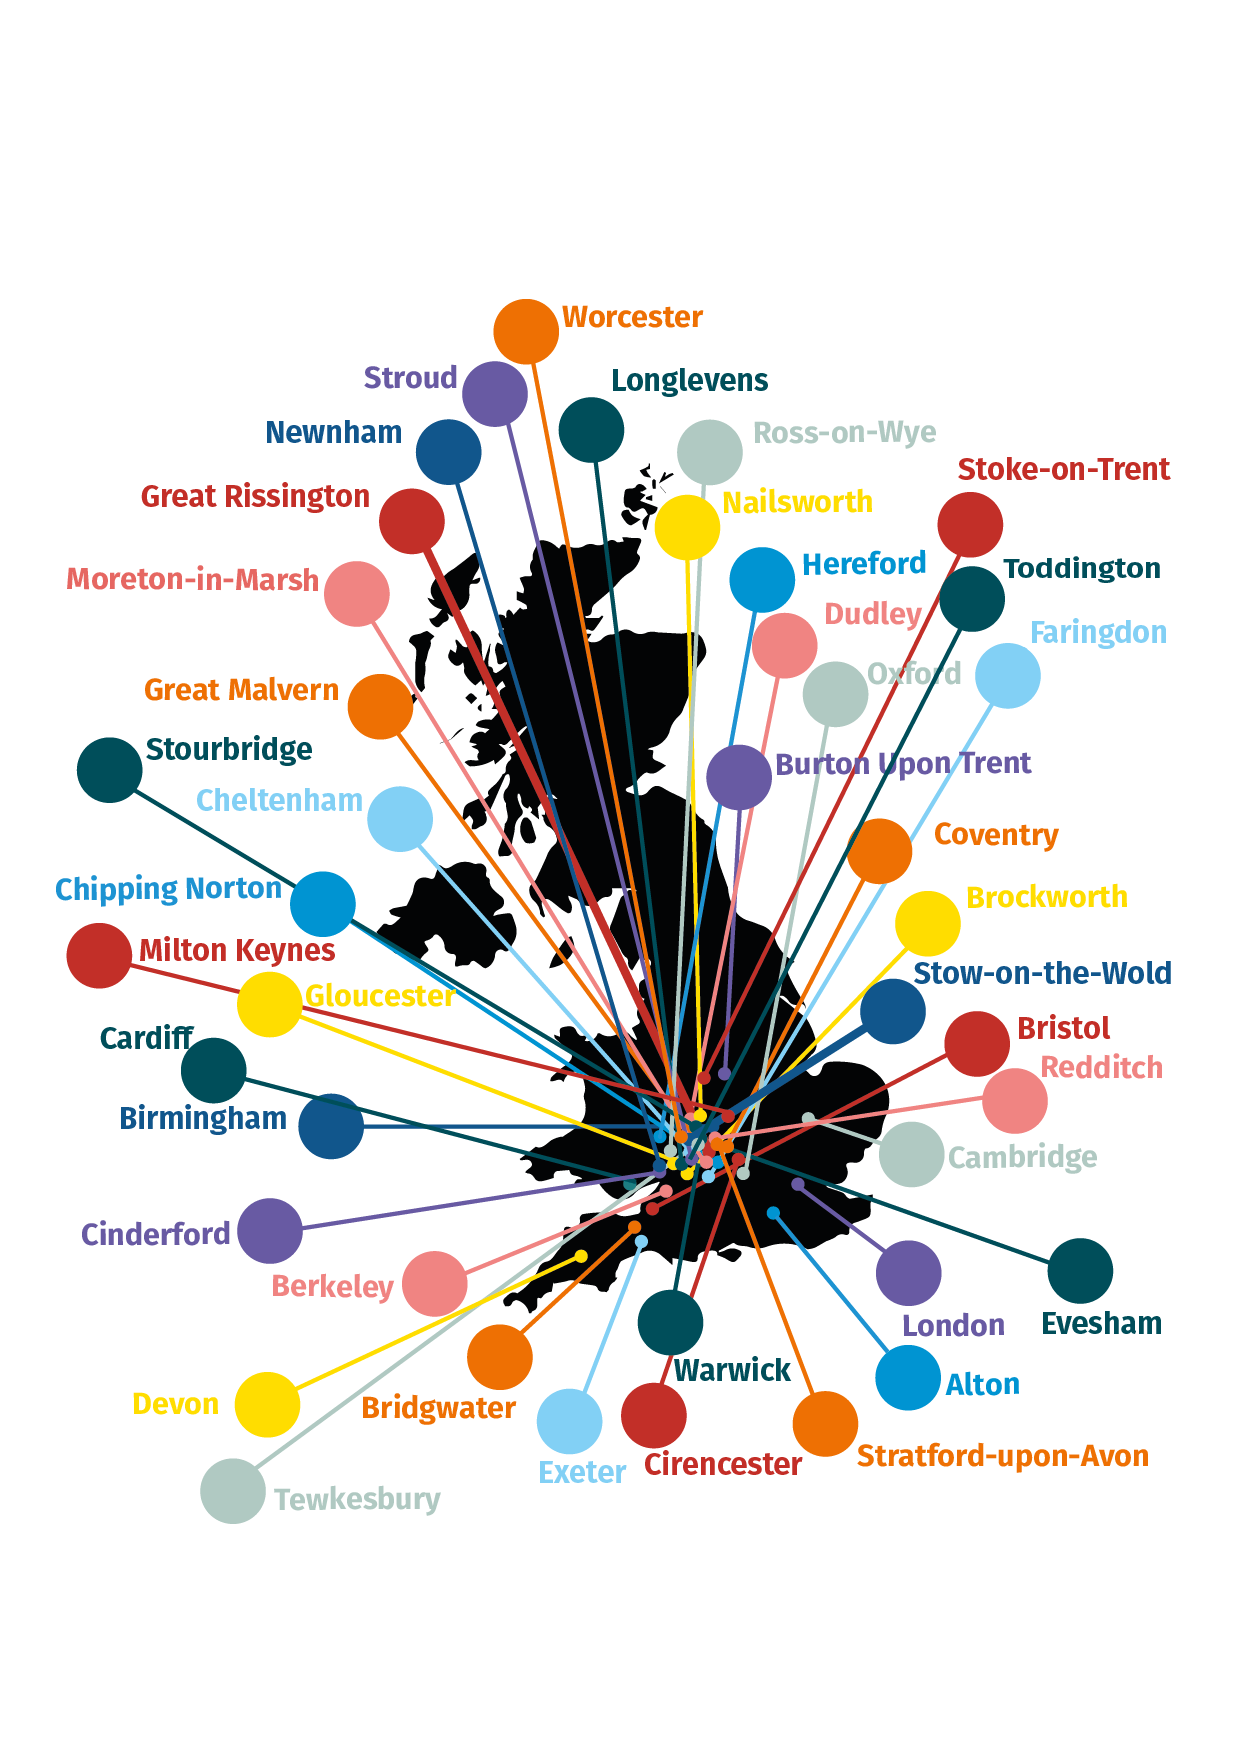 Worcester
Stroud
Longlevens
Newnham
Ross-on-Wye
Stoke-on-Trent
Great Rissington
Nailsworth
Hereford
Toddington
Moreton-in-Marsh
Dudley
Faringdon
Oxford
Great Malvern
Stourbridge
Burton Upon Trent
Cheltenham
Coventry
Chipping Norton
Brockworth
Milton Keynes
Stow-on-the-Wold
Gloucester
Bristol
Cardiff
Redditch
Birmingham
Cambridge
Cinderford
Berkeley
London
Evesham
Warwick
Alton
Devon
Bridgwater
Stratford-upon-Avon
Cirencester
Exeter
Tewkesbury